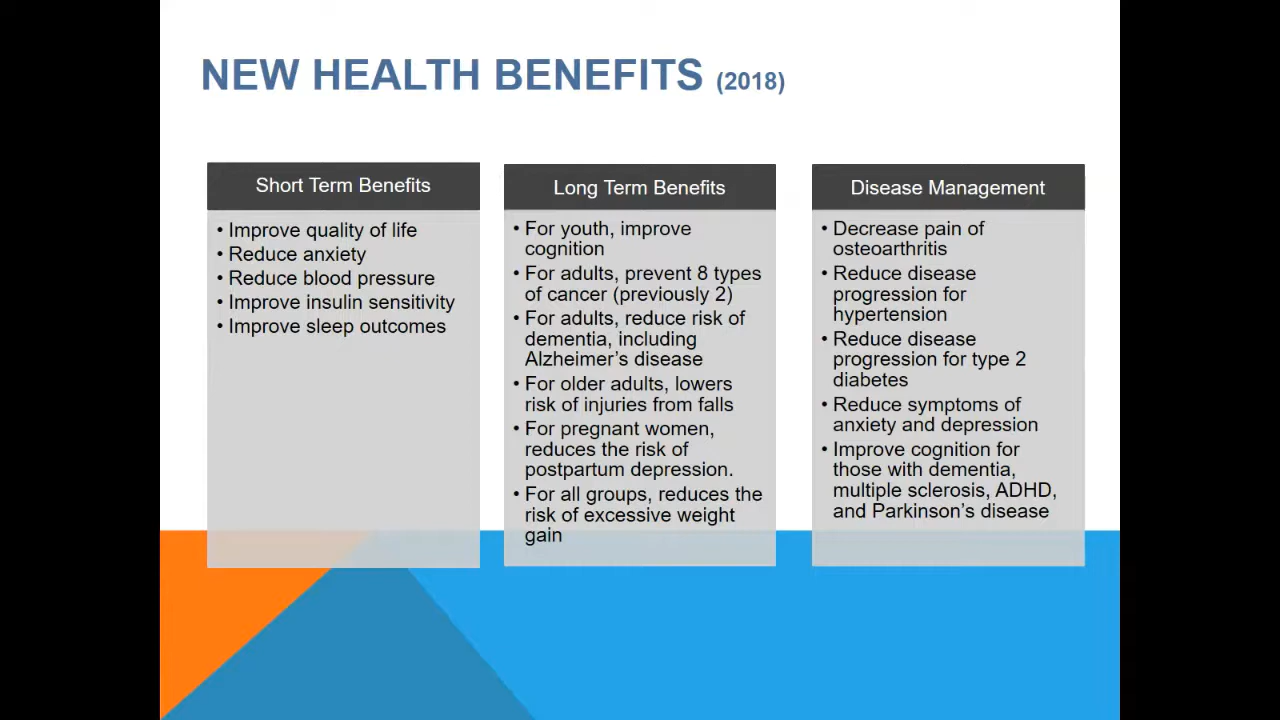 NEW HEALTH BENEFITS (2018)
Short Term Benefits
• Improve quality of life
• Reduce anxiety
• Reduce blood pressure
• Improve insulin sensitivity
• Improve sleep outcomes
Long Term Benefits
• For youth, improve
cognition
• For adults, prevent 8 types
of cancer (previously 2)
• For adults, reduce risk of
dementia, including
Alzheimer's disease
• For older adults, lowers
risk of injuries from falls
• For pregnant women,
reduces the risk of
postpartum depression.
• For all groups, reduces the
risk of excessive weight
gain
Disease Management
• Decrease pain of
osteoarthritis
• Reduce disease
progression for
hypertension
• Reduce disease
progression for type 2
diabetes
• Reduce symptoms of
anxiety and depression
• Improve cognition for
those with dementia,
multiple sclerosis, ADHD,
and Parkinson's disease